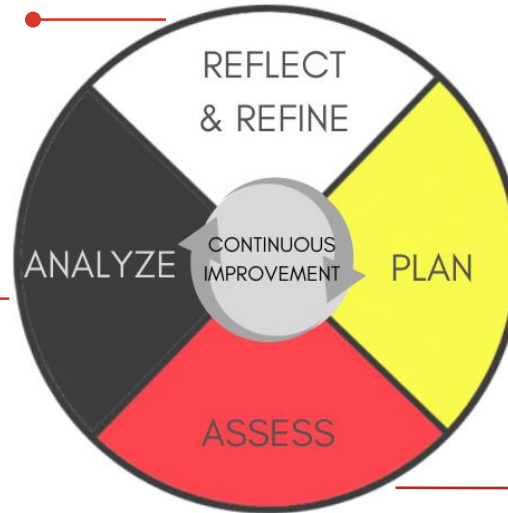 REFLECT
& REFINE
ANALYZE
CONTINUOUS
IMPROVEMENT
PLAN
ASSESS